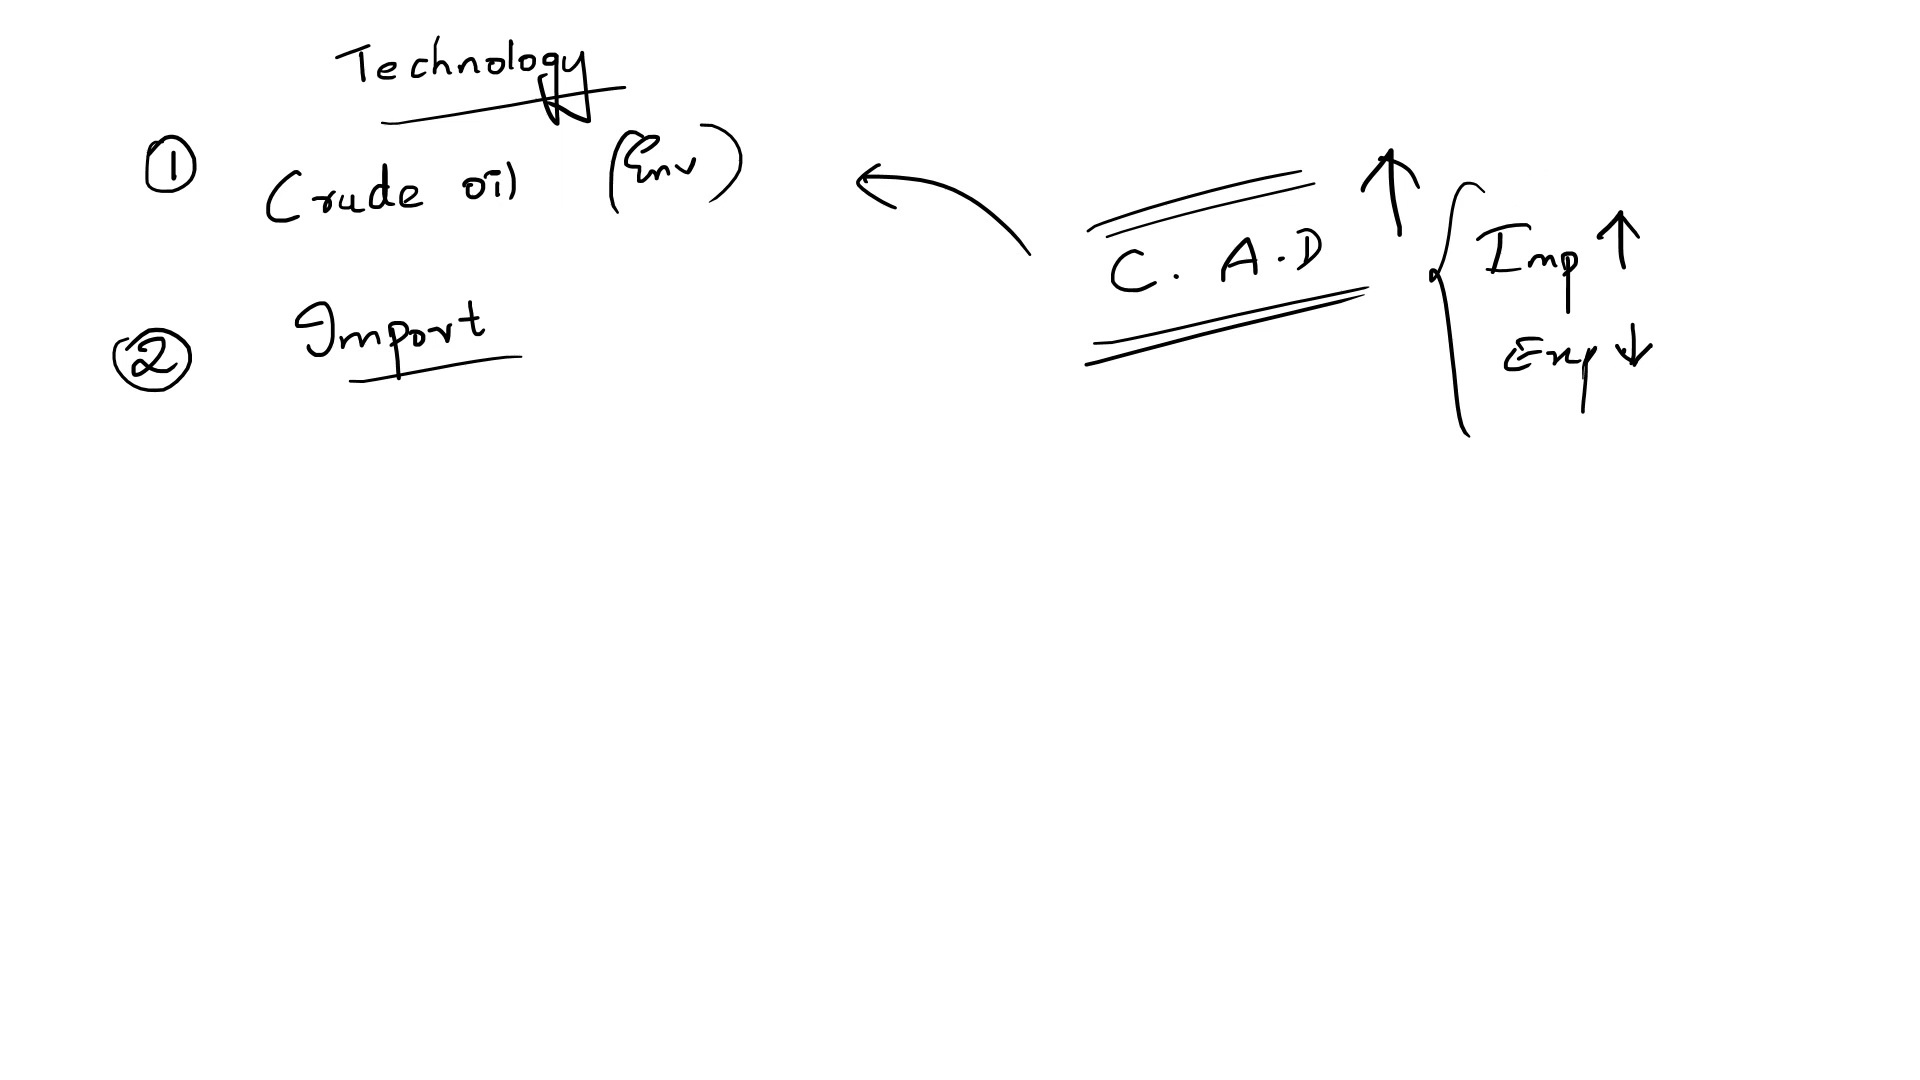 Technology
① Crude oil (Env)
② Import
C. A. D ↑
Imp ↑
Exp ↓